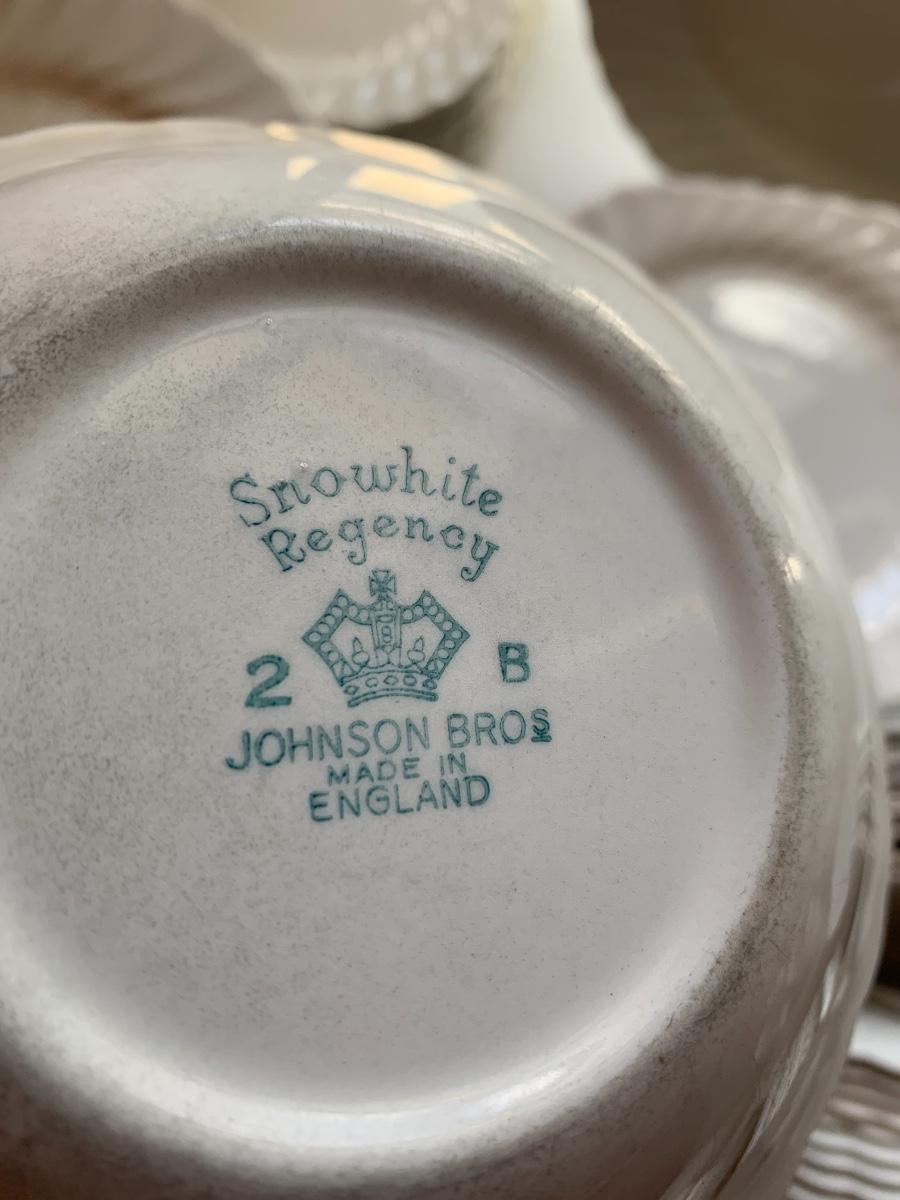 Snowhite
Regency
2 B
JOHNSON BROS
MADE IN
ENGLAND